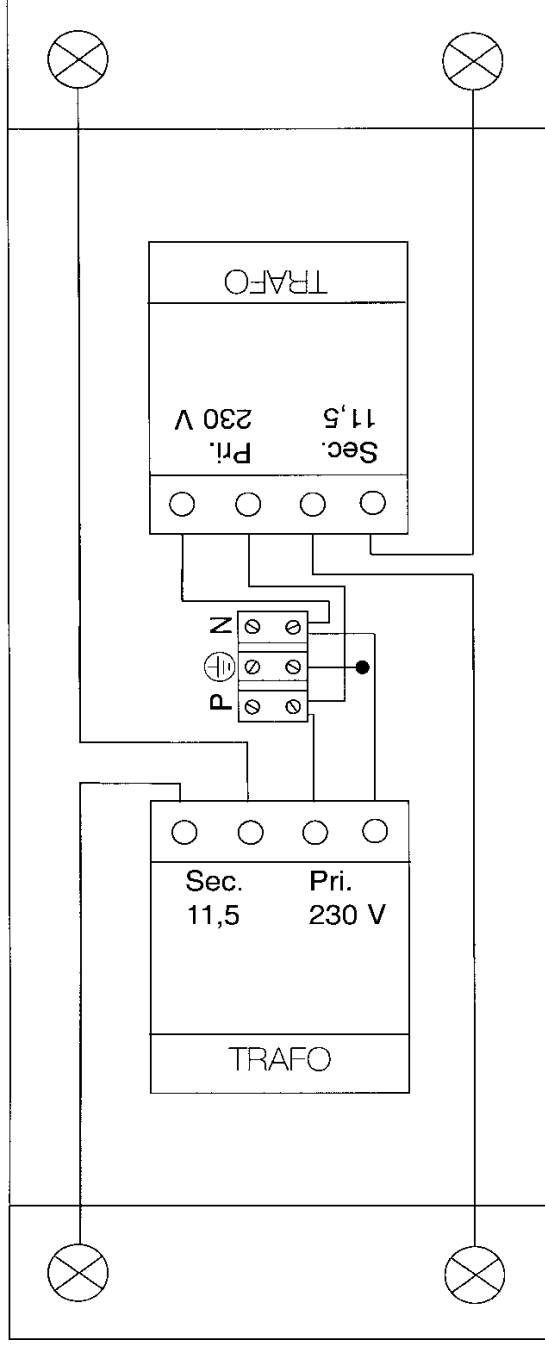 TRAFO
Pri.
230 V
Sec.
11,5
N
P
Sec.
11,5
Pri.
230 V
TRAFO